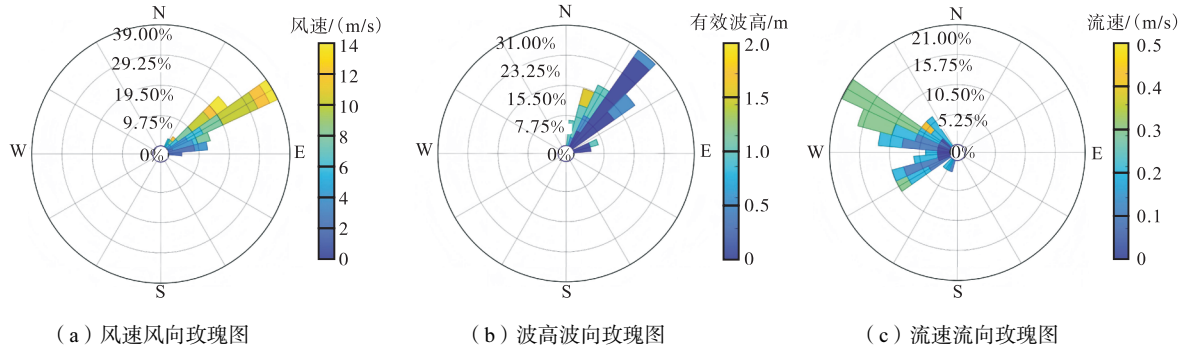 N
39.00%
29.25%
19.50%
9.75%
0%
W
E
S
风速/(m/s)
14
12
10
8
6
4
2
0
(a)风速风向玫瑰图
N
31.00%
23.25%
15.50%
7.75%
0%
W
E
S
有效波高/m
2.0
1.5
1.0
0.5
0
(b)波高波向玫瑰图
N
21.00%
15.75%
10.50%
5.25%
0%
W
E
S
流速/(m/s)
0.5
0.4
0.3
0.2
0.1
0
(c)流速流向玫瑰图